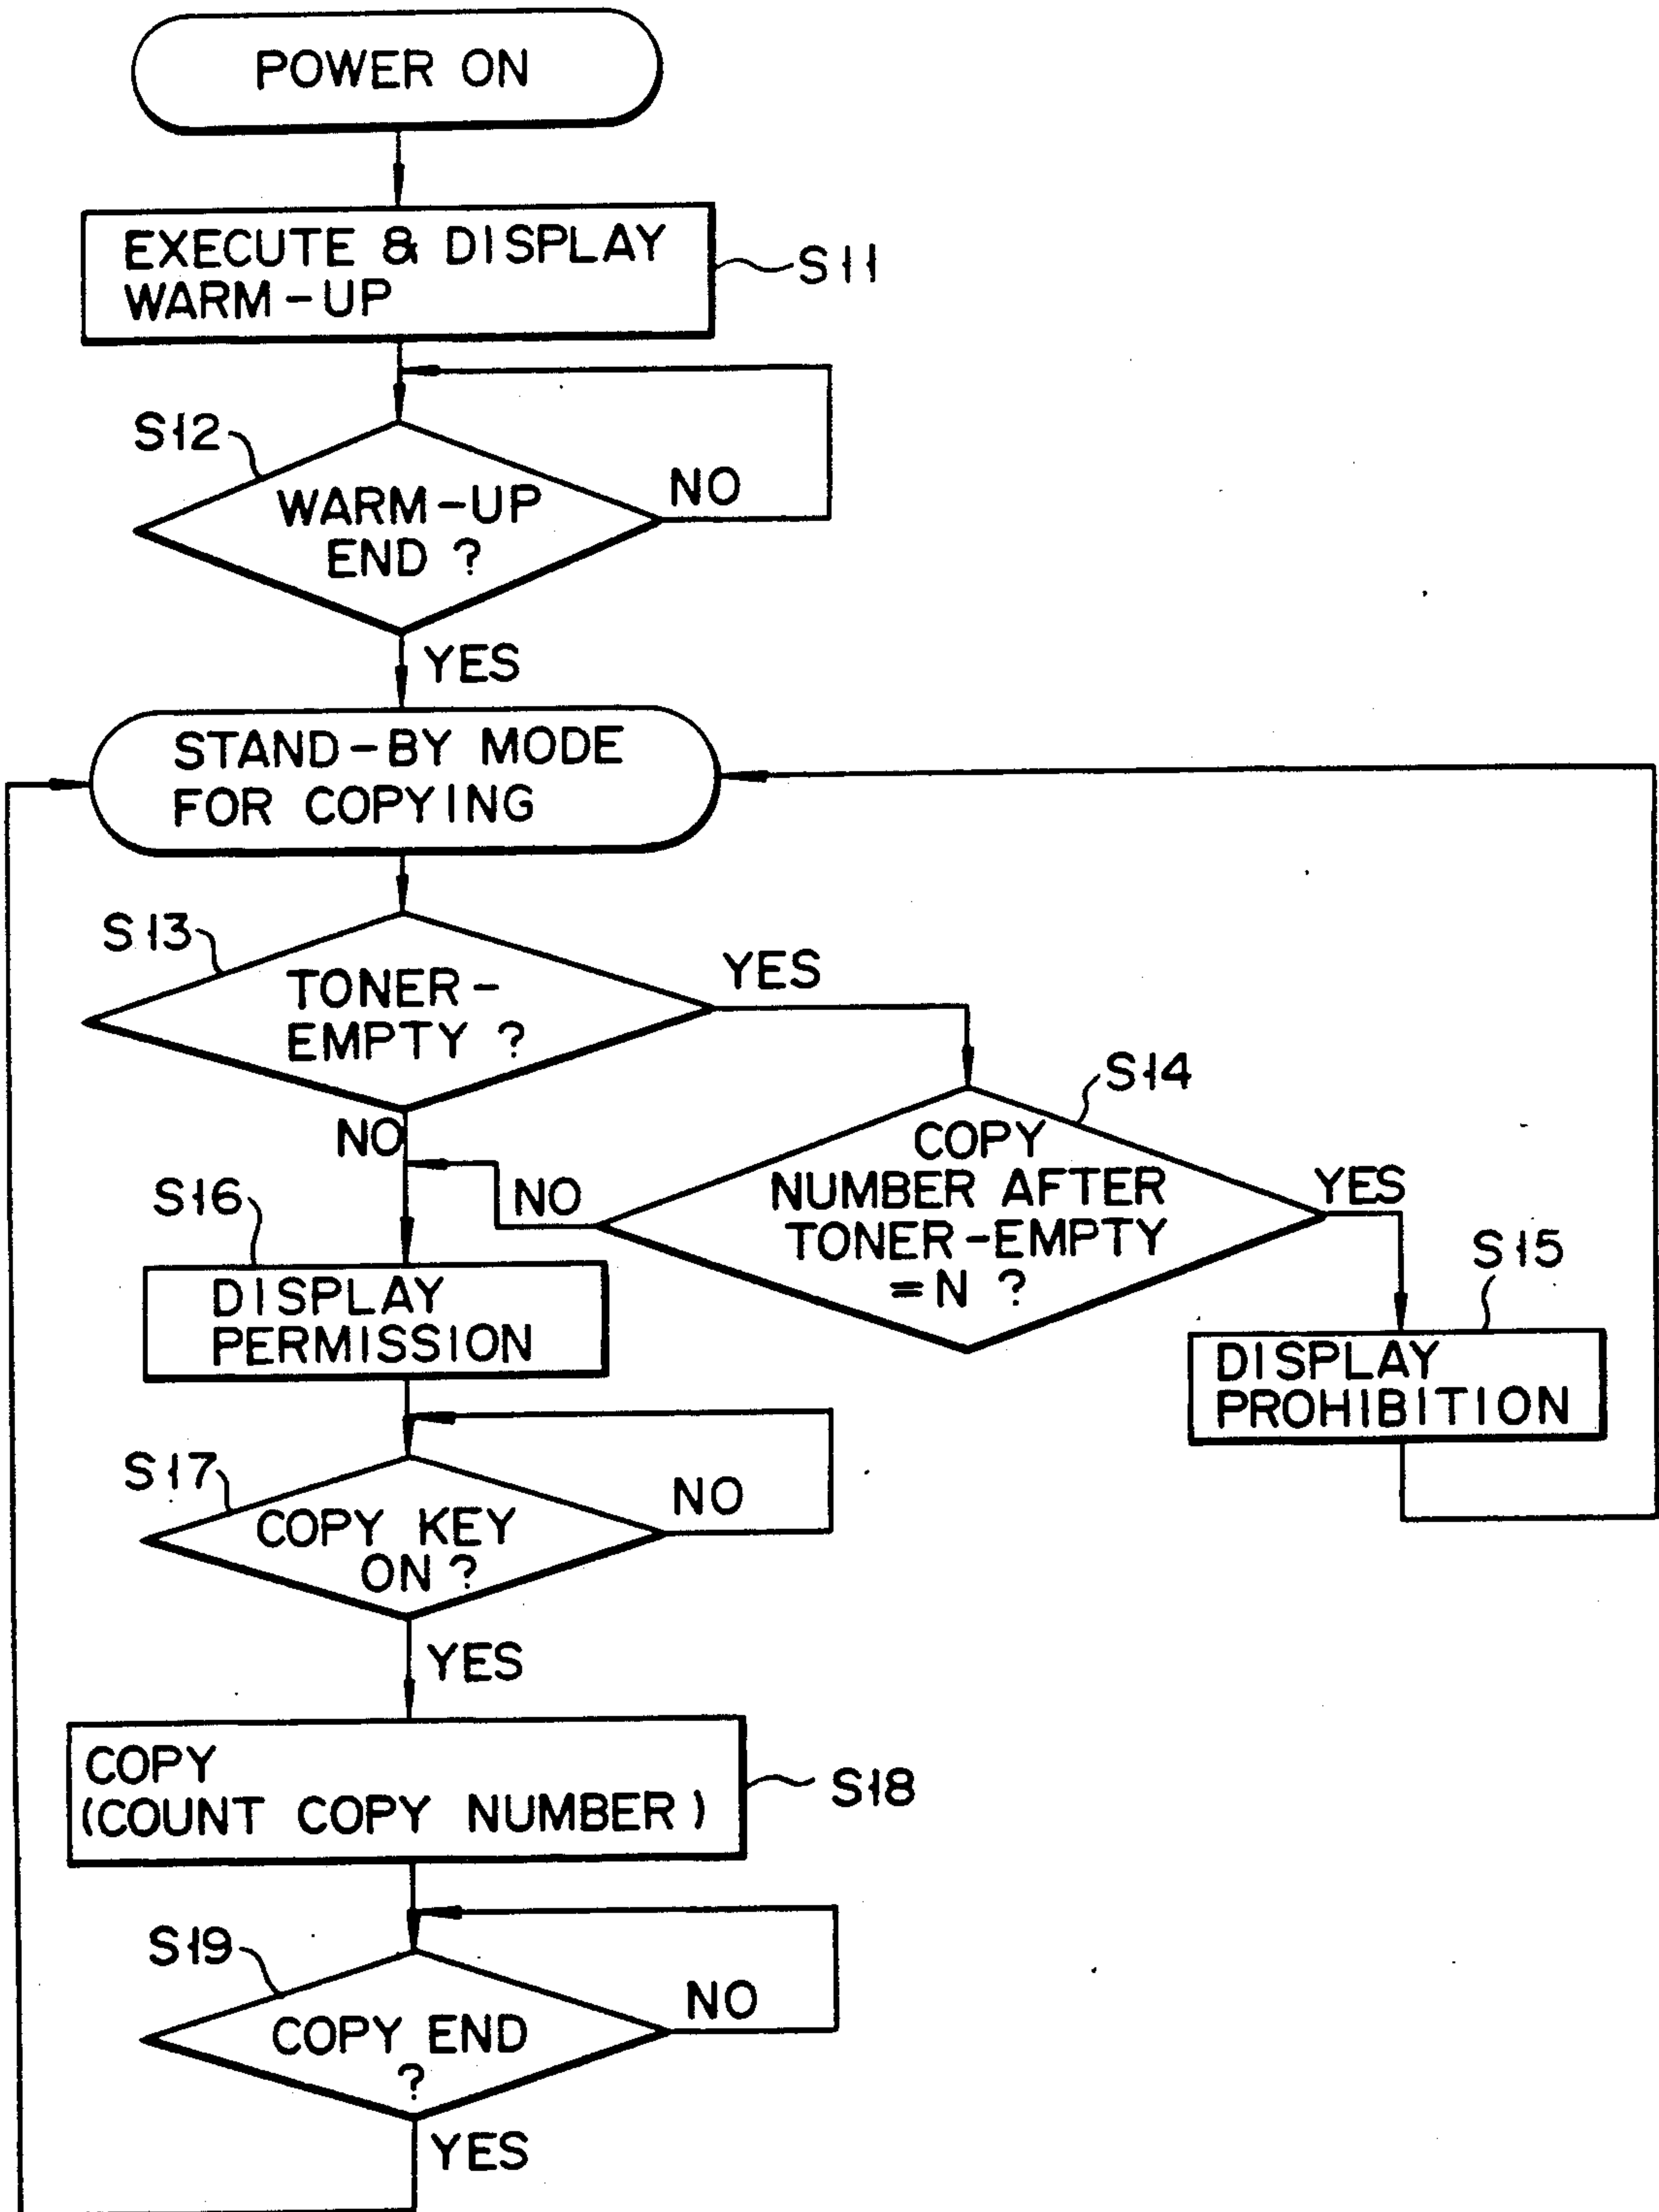 POWER ON
EXECUTE & DISPLAY
WARM-UP
S11
S12
WARM-UP
END ?
NO
YES
STAND-BY MODE
FOR COPYING
S13
TONER-
EMPTY ?
YES
NO
S14
COPY
NUMBER AFTER
TONER-EMPTY
=N ?
NO
YES
S15
DISPLAY
PROHIBITION
S16
DISPLAY
PERMISSION
S17
COPY KEY
ON ?
NO
YES
COPY
(COUNT COPY NUMBER)
S18
S19
COPY END
?
NO
YES